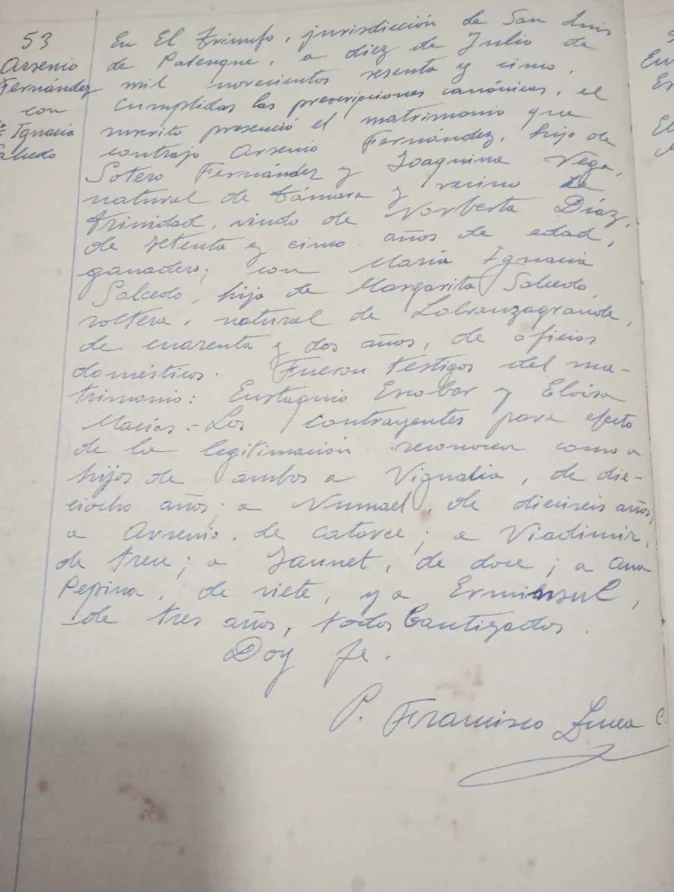 53
Arsenio
Fernández
con
Mª Ignacia
Salcedo
En El Triunfo, jurisdicción de San Luis
de Palenque, a diez de Julio de
mil novecientos sesenta y cinco,
cumplidas las prescripciones canónicas, el
suscrito presenció el matrimonio que
contrajo Arsenio Fernández, hijo de
Sotero Fernández y Joaquina Vega,
natural de Támara y vecino de
Trinidad, viudo de Norberta Díaz,
de setenta y cinco años de edad,
ganadero; con María Ignacia
Salcedo, hija de Margarita Salcedo,
soltera, natural de Labranzagrande,
de cuarenta y dos años, de oficios
domésticos. Fueron testigos del ma-
trimonio: Eustaquio Escobar y Eloisa
Macías.- Los contrayentes para efecto
de la legitimación reconocen como
hijos de ambos a Vignalia, de die-
ciocho años; a Numael, de dieciseis años;
a Arsenio, de catorce; a Vladimir,
de trece; a Jannet, de doce; a Ana
Pepina, de siete, y a
de tres años, todos bautizados.
Doy fe.
P. Francisco